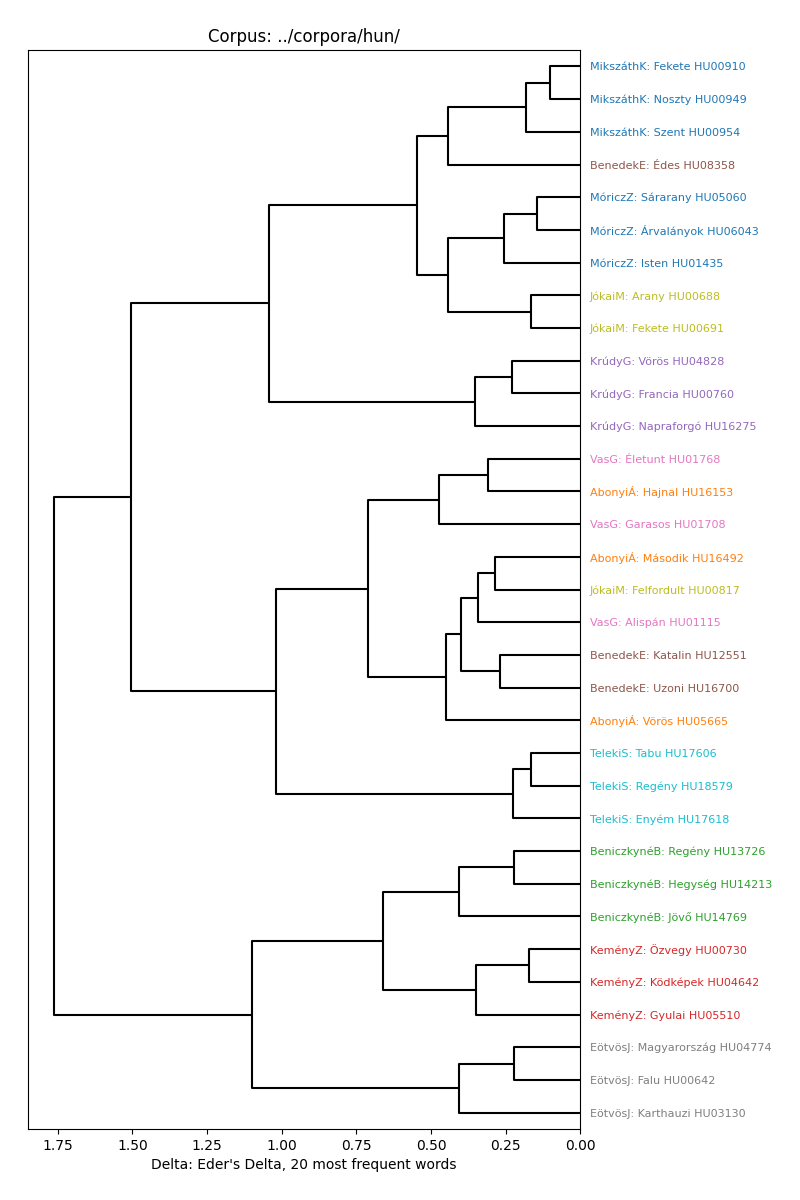 Corpus: ../corpora/hun/
MikszáthK: Fekete HU00910
MikszáthK: Noszty HU00949
MikszáthK: Szent HU00954
BenedekE: Édes HU08358
MóriczZ: Sárarany HU05060
MóriczZ: Árvalányok HU06043
MóriczZ: Isten HU01435
JókaiM: Arany HU00688
JókaiM: Fekete HU00691
KrúdyG: Vörös HU04828
KrúdyG: Francia HU00760
KrúdyG: Napraforgó HU16275
VasG: Életunt HU01768
AbonyiÁ: Hajnal HU16153
VasG: Garasos HU01708
AbonyiÁ: Második HU16492
JókaiM: Felfordult HU00817
VasG: Alispán HU01115
BenedekE: Katalin HU12551
BenedekE: Uzoni HU16700
AbonyiÁ: Vörös HU05665
TelekiS: Tabu HU17606
TelekiS: Regény HU18579
TelekiS: Enyém HU17618
BeniczkynéB: Regény HU13726
BeniczkynéB: Hegység HU14213
BeniczkynéB: Jövő HU14769
KeményZ: Özvegy HU00730
KeményZ: Ködképek HU04642
KeményZ: Gyulai HU05510
EötvösJ: Magyarország HU04774
EötvösJ: Falu HU00642
EötvösJ: Karthauzi HU03130
1.75 1.50 1.25 1.00 0.75 0.50 0.25 0.00
Delta: Eder's Delta, 20 most frequent words